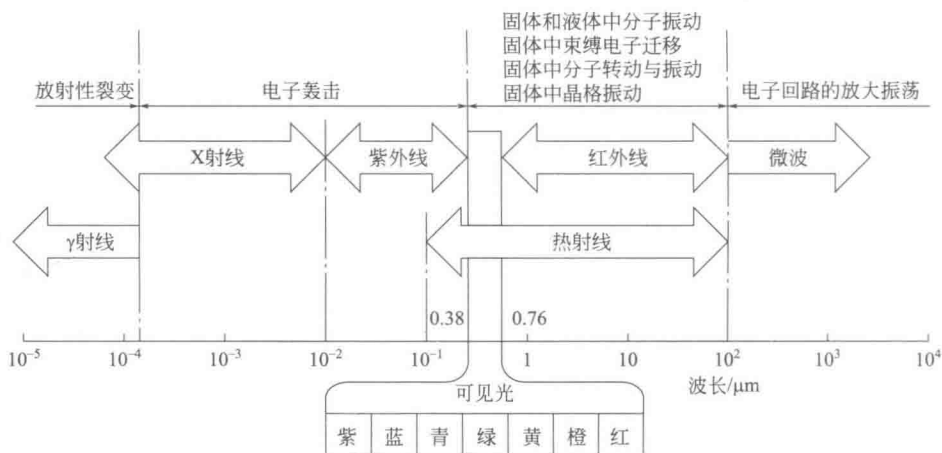 固体和液体中分子振动
固体中束缚电子迁移
固体中分子转动与振动
固体中晶格振动
放射性裂变
电子轰击
电子回路的放大振荡
X射线
紫外线
红外线
微波
γ射线
热射线
0.38
0.76
10⁻⁵
10⁻⁴
10⁻³
10⁻²
10⁻¹
1
10
10²
10³
10⁴
波长/μm
可见光
紫 蓝 青 绿 黄 橙 红